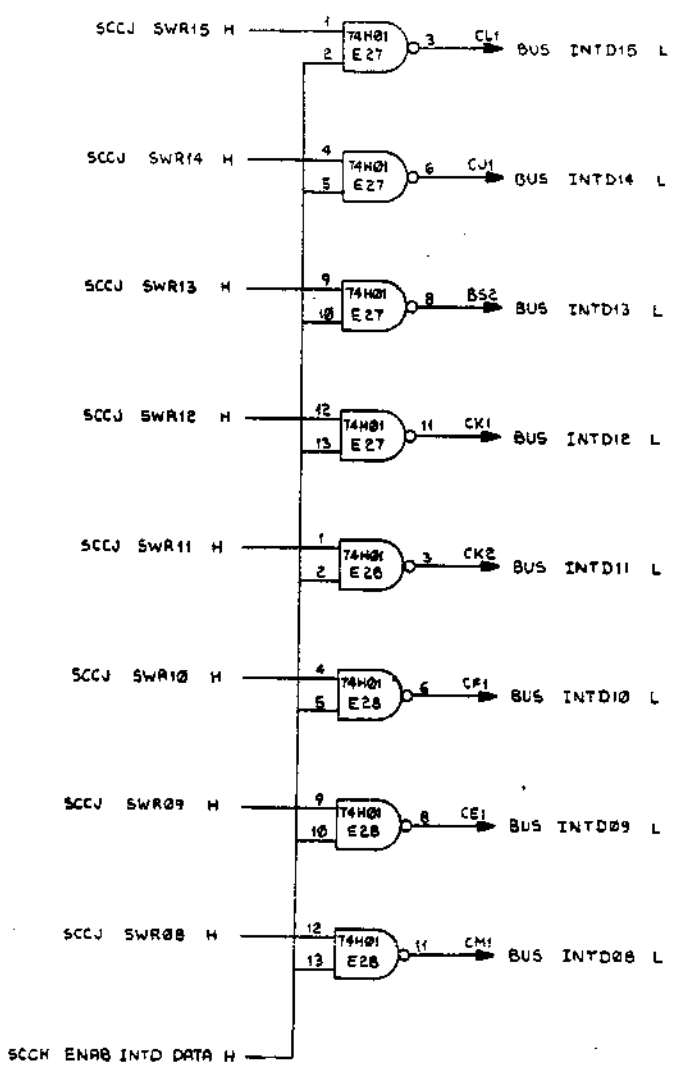 SCCJ SWR15 H 1 74H01 3 CL1 BUS INTD15 L
2 E27
SCCJ SWR14 H 4 74H01 6 CJ1 BUS INTD14 L
5 E27
SCCJ SWR13 H 9 74H01 8 BS2 BUS INTD13 L
10 E27
SCCJ SWR12 H 12 74H01 11 CK1 BUS INTD12 L
13 E27
SCCJ SWR11 H 1 74H01 3 CK2 BUS INTD11 L
2 E28
SCCJ SWR10 H 4 74H01 6 CF1 BUS INTD10 L
5 E28
SCCJ SWR09 H 9 74H01 8 CE1 BUS INTD09 L
10 E28
SCCJ SWR08 H 12 74H01 11 CM1 BUS INTD08 L
13 E28
SCCH ENAB INTD DATA H